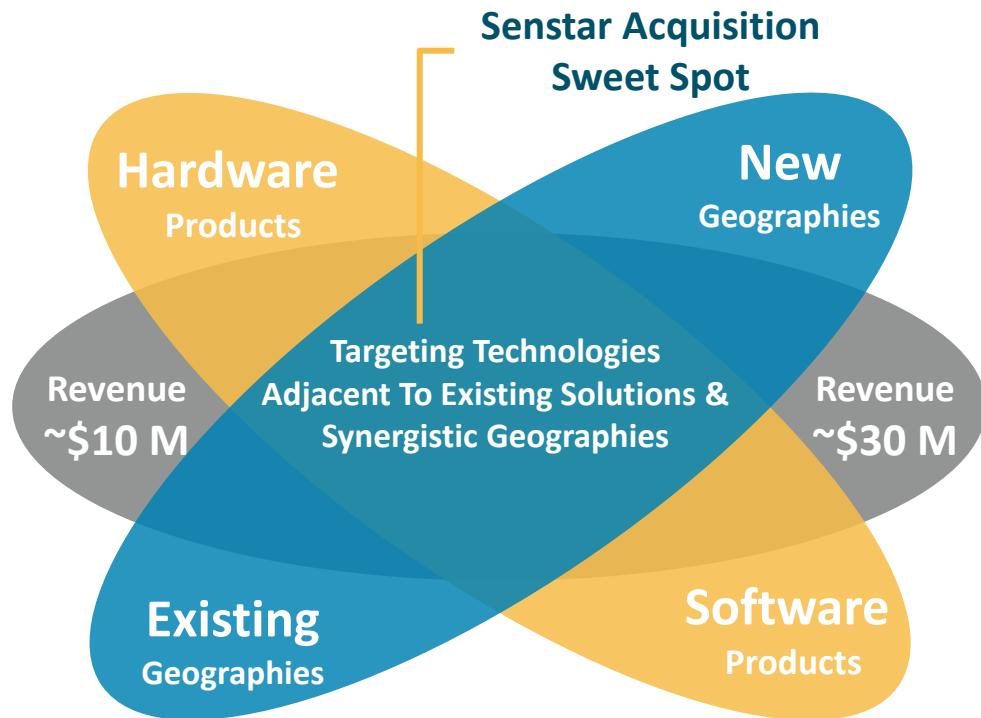 Senstar Acquisition
Sweet Spot
Hardware
Products
New
Geographies
Targeting Technologies
Adjacent To Existing Solutions &
Synergistic Geographies
Revenue
~$10 M
Revenue
~$30 M
Existing
Geographies
Software
Products